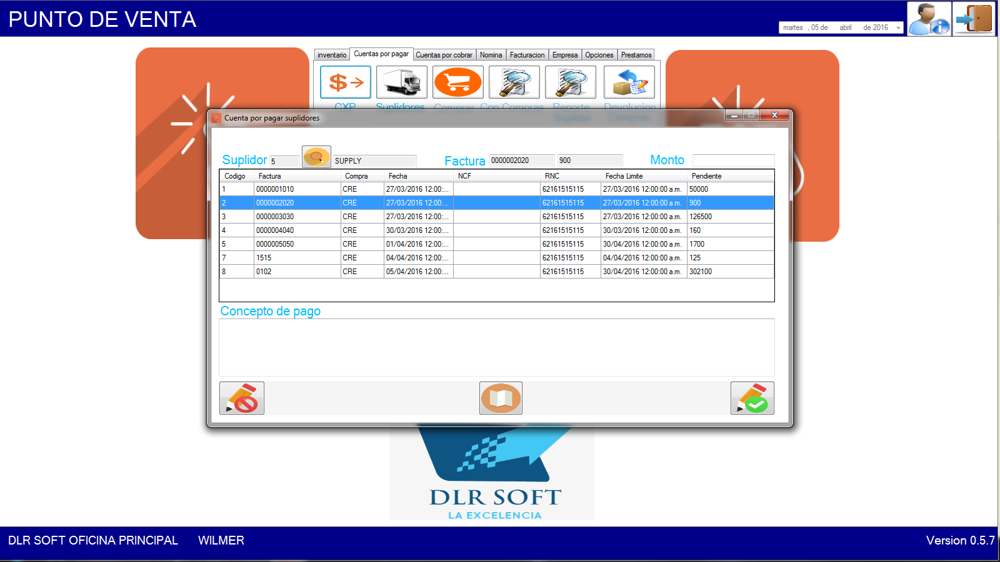 PUNTO DE VENTA
martes , 05 de abril de 2016
inventario Cuentas por pagar Cuentas por cobrar Nomina Facturacion Empresa Opciones Prestamos
CXP Suplidores Comprar Con Compras Reporte Devolucion
Suplidor Comprar
Cuenta por pagar suplidores
Suplidor 5 SUPPLY Factura 0000002020 900 Monto
Codigo Factura Compra Fecha NCF RNC Fecha Limite Pendiente
1 0000001010 CRE 27/03/2016 12:00:... 62161515115 27/03/2016 12:00:00 a.m. 50000
2 0000002020 CRE 27/03/2016 12:00:... 62161515115 27/03/2016 12:00:00 a.m. 900
3 0000003030 CRE 27/03/2016 12:00:... 62161515115 27/03/2016 12:00:00 a.m. 126500
4 0000004040 CRE 30/03/2016 12:00:... 62161515115 30/03/2016 12:00:00 a.m. 160
5 0000005050 CRE 01/04/2016 12:00:... 62161515115 30/04/2016 12:00:00 a.m. 1700
7 1515 CRE 04/04/2016 12:00:... 62161515115 04/04/2016 12:00:00 a.m. 125
8 0102 CRE 05/04/2016 12:00:... 62161515115 30/04/2016 12:00:00 a.m. 302100
Concepto de pago
DLR SOFT
LA EXCELENCIA
DLR SOFT OFICINA PRINCIPAL WILMER Version 0.5.7